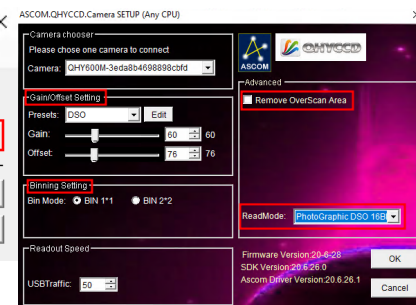 ASCOM.QHYCCD.Camera SETUP (Any CPU)
Camera chooser
Please chose one camera to connect
Camera: QHY600M-3eda8b4698898cbfd
ASCOM
QHYCCD
Gain/Offset Setting
Presets: DSO Edit
Gain: 60 60
Offset: 76 76
Advanced
Remove OverScan Area
Binning Setting
Bin Mode: BIN 1*1 BIN 2*2
ReadMode: PhotoGraphic DSO 16BI
Readout Speed
USBTraffic: 50
Firmware Version:20-6-28
SDK Version:20.6.26.0
Ascom Driver Version:20.6.26.1
OK
Cancel